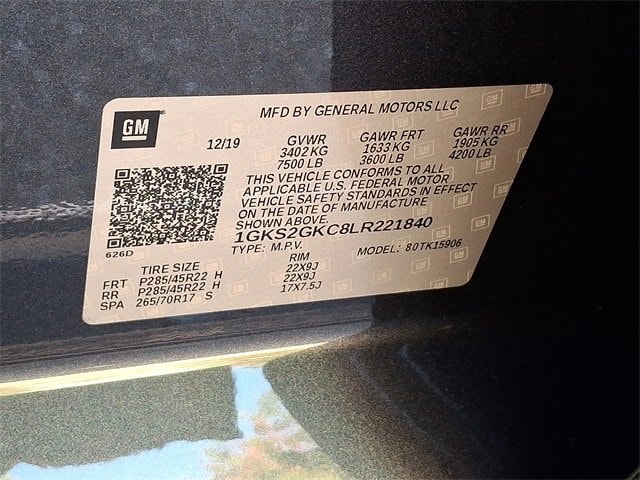 GM
MFD BY GENERAL MOTORS LLC
12/19 GVWR GAWR FRT GAWR RR
3402 KG 1633 KG 1905 KG
7500 LB 3600 LB 4200 LB
THIS VEHICLE CONFORMS TO ALL
APPLICABLE U.S. FEDERAL MOTOR
VEHICLE SAFETY STANDARDS IN EFFECT
ON THE DATE OF MANUFACTURE
SHOWN ABOVE.
1GKS2GKC8LR221840
626D
TYPE: M.P.V. MODEL: 80TK15906
TIRE SIZE RIM
FRT P285/45R22 H 22X9J
RR P285/45R22 H 22X9J
SPA 265/70R17 S 17X7.5J